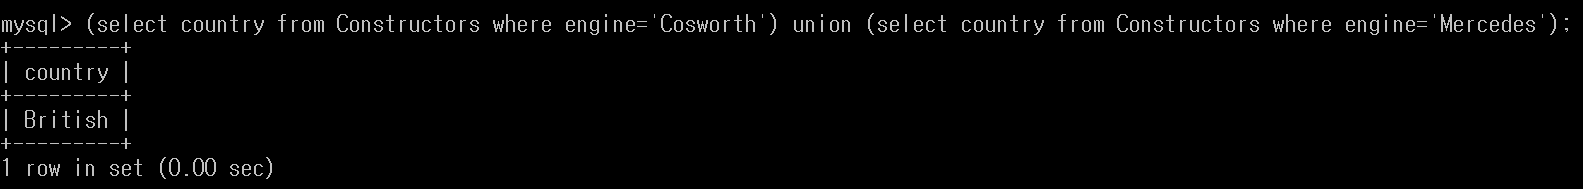 mysql> (select country from Constructors where engine='Cosworth') union (select country from Constructors where engine='Mercedes');
+---------+
| country |
+---------+
| British |
+---------+
1 row in set (0.00 sec)